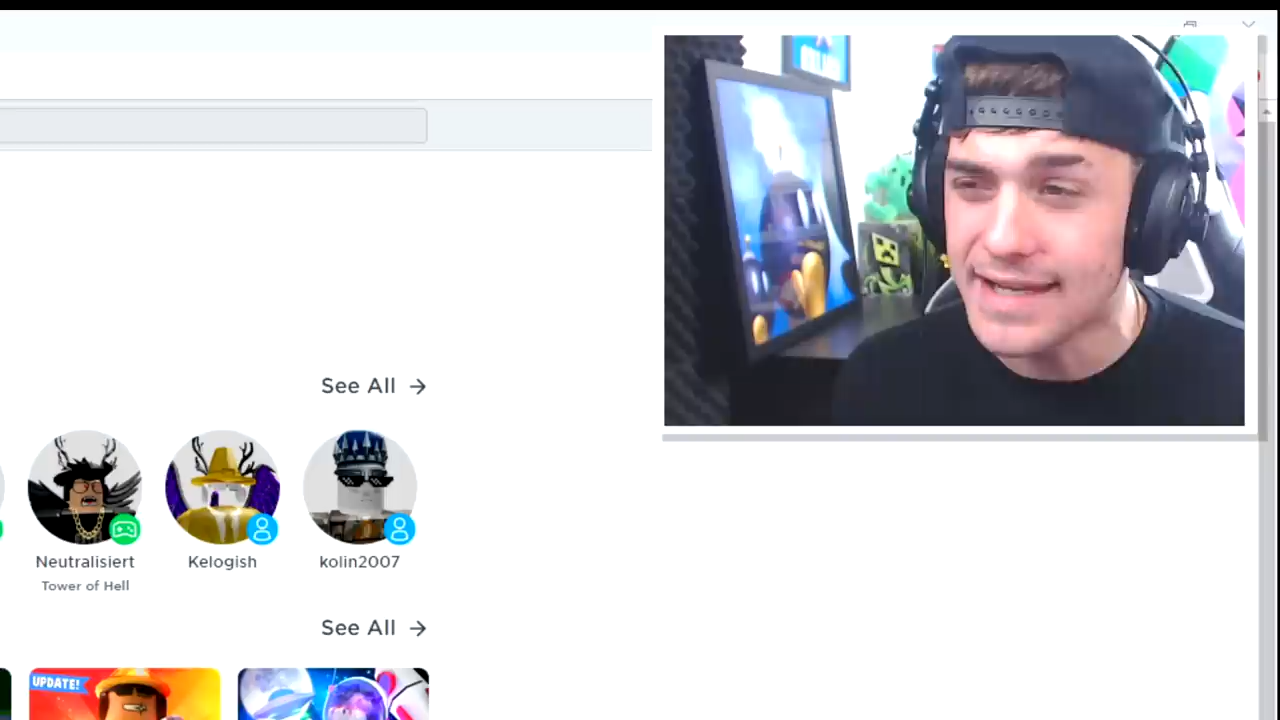 See All →
Neutralisiert
Kelogish
kolin2007
Tower of Hell
See All →
UPDATE!